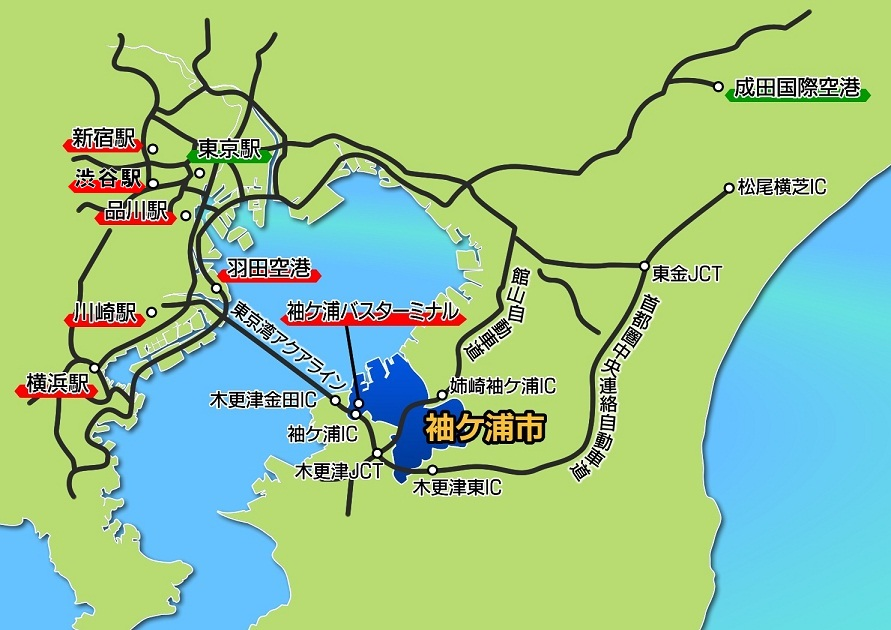 成田国際空港
新宿駅
東京駅
渋谷駅
松尾横芝IC
品川駅
羽田空港
東金JCT
川崎駅
袖ケ浦バスターミナル
館山自動車道
首都圏中央連絡自動車道
東京湾アクアライン
横浜駅
姉崎袖ケ浦IC
木更津金田IC
袖ケ浦市
袖ケ浦IC
木更津JCT
木更津東IC